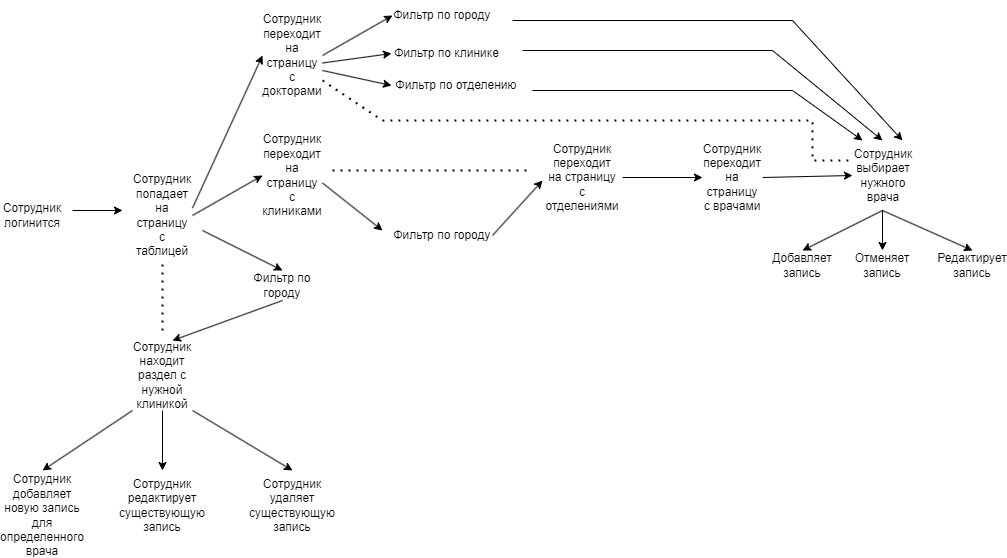 Сотрудник
логинится
Сотрудник
попадает
на
страницу
с
таблицей
Сотрудник
переходит
на
страницу
с
докторами
Фильтр по городу
Фильтр по клинике
Фильтр по отделению
Сотрудник
переходит
на
страницу
с
клиниками
Фильтр по городу
Сотрудник
переходит
на страницу
с
отделениями
Сотрудник
переходит
на
страницу
с врачами
Сотрудник
выбирает
нужного
врача
Добавляет
запись
Отменяет
запись
Редактирует
запись
Фильтр по
городу
Сотрудник
находит
раздел с
нужной
клиникой
Сотрудник
добавляет
новую запись
для
определенного
врача
Сотрудник
редактирует
существующую
запись
Сотрудник
удаляет
существующую
запись